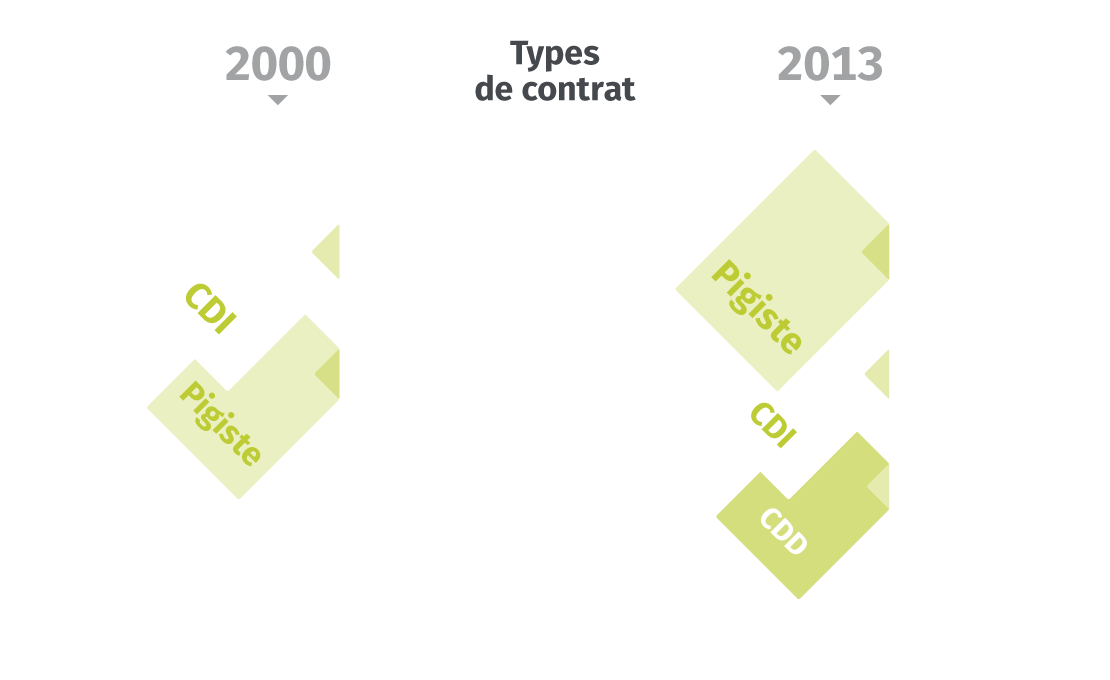 2000
Types
de contrat
2013
CDI
Pigiste
Pigiste
CDI
CDD